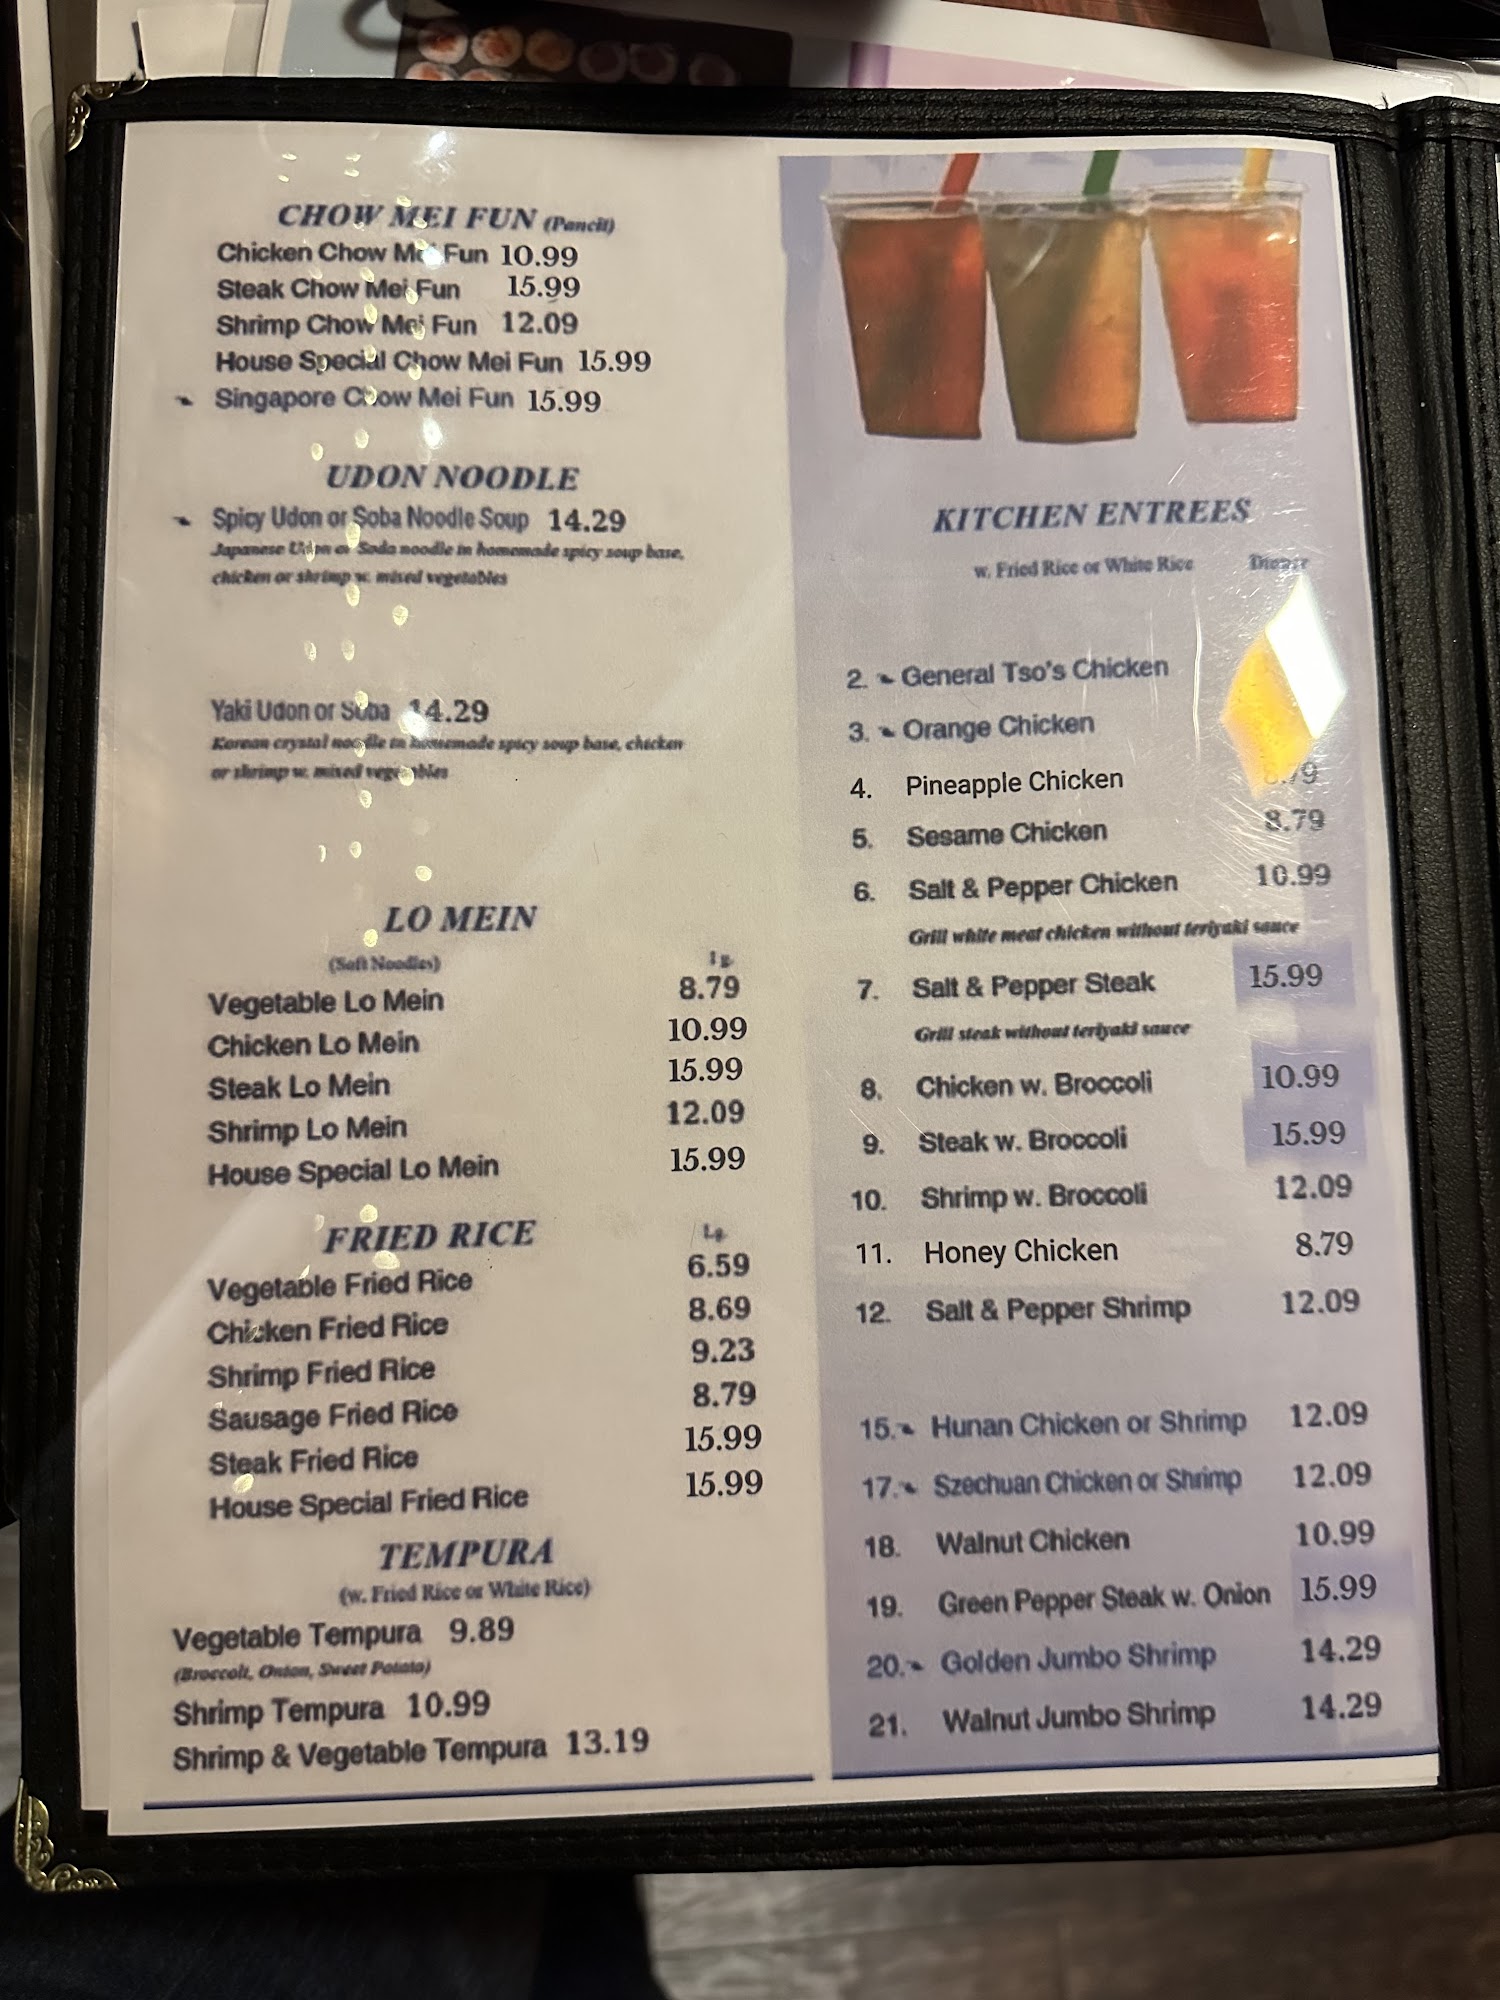 CHOW MEI FUN (Pancit)
Chicken Chow Mei Fun 10.99
Steak Chow Mei Fun 15.99
Shrimp Chow Mei Fun 12.09
House Special Chow Mei Fun 15.99
Singapore Chow Mei Fun 15.99
UDON NOODLE
Spicy Udon or Soba Noodle Soup 14.29
Japanese Udon or Soda noodle in homemade spicy soup base,
chicken or shrimp w. mixed vegetables
Yaki Udon or Soba 14.29
Korean crystal noodle in homemade spicy soup base, chicken
or shrimp w. mixed vegetables
LO MEIN
(Soft Noodles) lg.
Vegetable Lo Mein 8.79
Chicken Lo Mein 10.99
Steak Lo Mein 15.99
Shrimp Lo Mein 12.09
House Special Lo Mein 15.99
FRIED RICE Lg.
Vegetable Fried Rice 6.59
Chicken Fried Rice 8.69
Shrimp Fried Rice 9.23
Sausage Fried Rice 8.79
Steak Fried Rice 15.99
House Special Fried Rice 15.99
TEMPURA
(w. Fried Rice or White Rice)
Vegetable Tempura 9.89
(Broccoli, Onion, Sweet Potato)
Shrimp Tempura 10.99
Shrimp & Vegetable Tempura 13.19
KITCHEN ENTREES
w. Fried Rice or White Rice Dinner
2. General Tso's Chicken
3. Orange Chicken
4. Pineapple Chicken
5. Sesame Chicken 8.79
6. Salt & Pepper Chicken 10.99
Grill white meat chicken without teriyaki sauce
7. Salt & Pepper Steak 15.99
Grill steak without teriyaki sauce
8. Chicken w. Broccoli 10.99
9. Steak w. Broccoli 15.99
10. Shrimp w. Broccoli 12.09
11. Honey Chicken 8.79
12. Salt & Pepper Shrimp 12.09
15. Hunan Chicken or Shrimp 12.09
17. Szechuan Chicken or Shrimp 12.09
18. Walnut Chicken 10.99
19. Green Pepper Steak w. Onion 15.99
20. Golden Jumbo Shrimp 14.29
21. Walnut Jumbo Shrimp 14.29